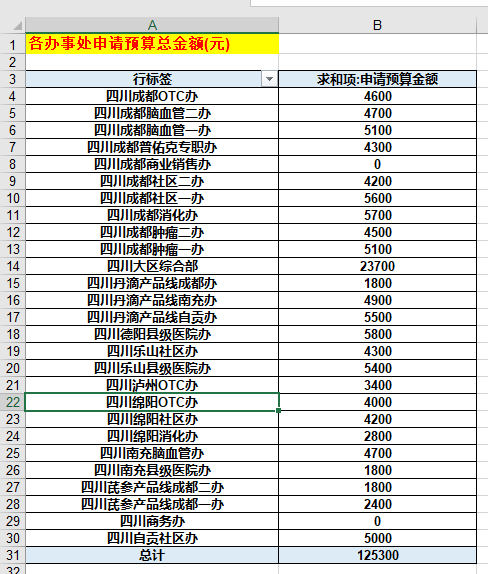 A B
1 各办事处申请预算总金额(元)
2
3 行标签 求和项:申请预算金额
4 四川成都OTC办 4600
5 四川成都脑血管二办 4700
6 四川成都脑血管一办 5100
7 四川成都普佑克专职办 4300
8 四川成都商业销售办 0
9 四川成都社区二办 4200
10 四川成都社区一办 5600
11 四川成都消化办 5700
12 四川成都肿瘤二办 4500
13 四川成都肿瘤一办 5100
14 四川大区综合部 23700
15 四川丹滴产品线成都办 1800
16 四川丹滴产品线南充办 4900
17 四川丹滴产品线自贡办 5500
18 四川德阳县级医院办 5800
19 四川乐山社区办 4300
20 四川乐山县级医院办 5400
21 四川泸州OTC办 3400
22 四川绵阳OTC办 4000
23 四川绵阳社区办 4200
24 四川绵阳消化办 2800
25 四川南充脑血管办 4700
26 四川南充县级医院办 1800
27 四川芪参产品线成都二办 1800
28 四川芪参产品线成都一办 2400
29 四川商务办 0
30 四川自贡社区办 5000
31 总计 125300
32